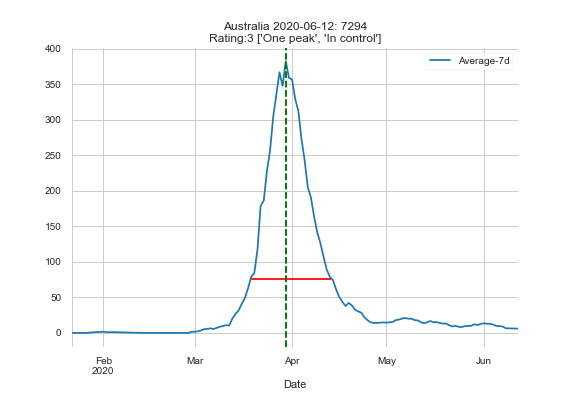 Australia 2020-06-12: 7294
Rating:3 ['One peak', 'In control']
Average-7d
400
350
300
250
200
150
100
50
0
Feb
2020
Mar
Apr
May
Jun
Date